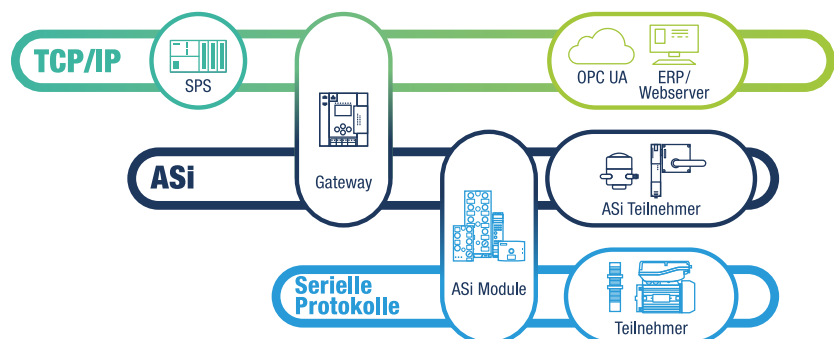 TCP/IP
SPS
OPC UA
ERP/
Webserver
ASi
Gateway
ASi Teilnehmer
Serielle
Protokolle
ASi Module
Teilnehmer